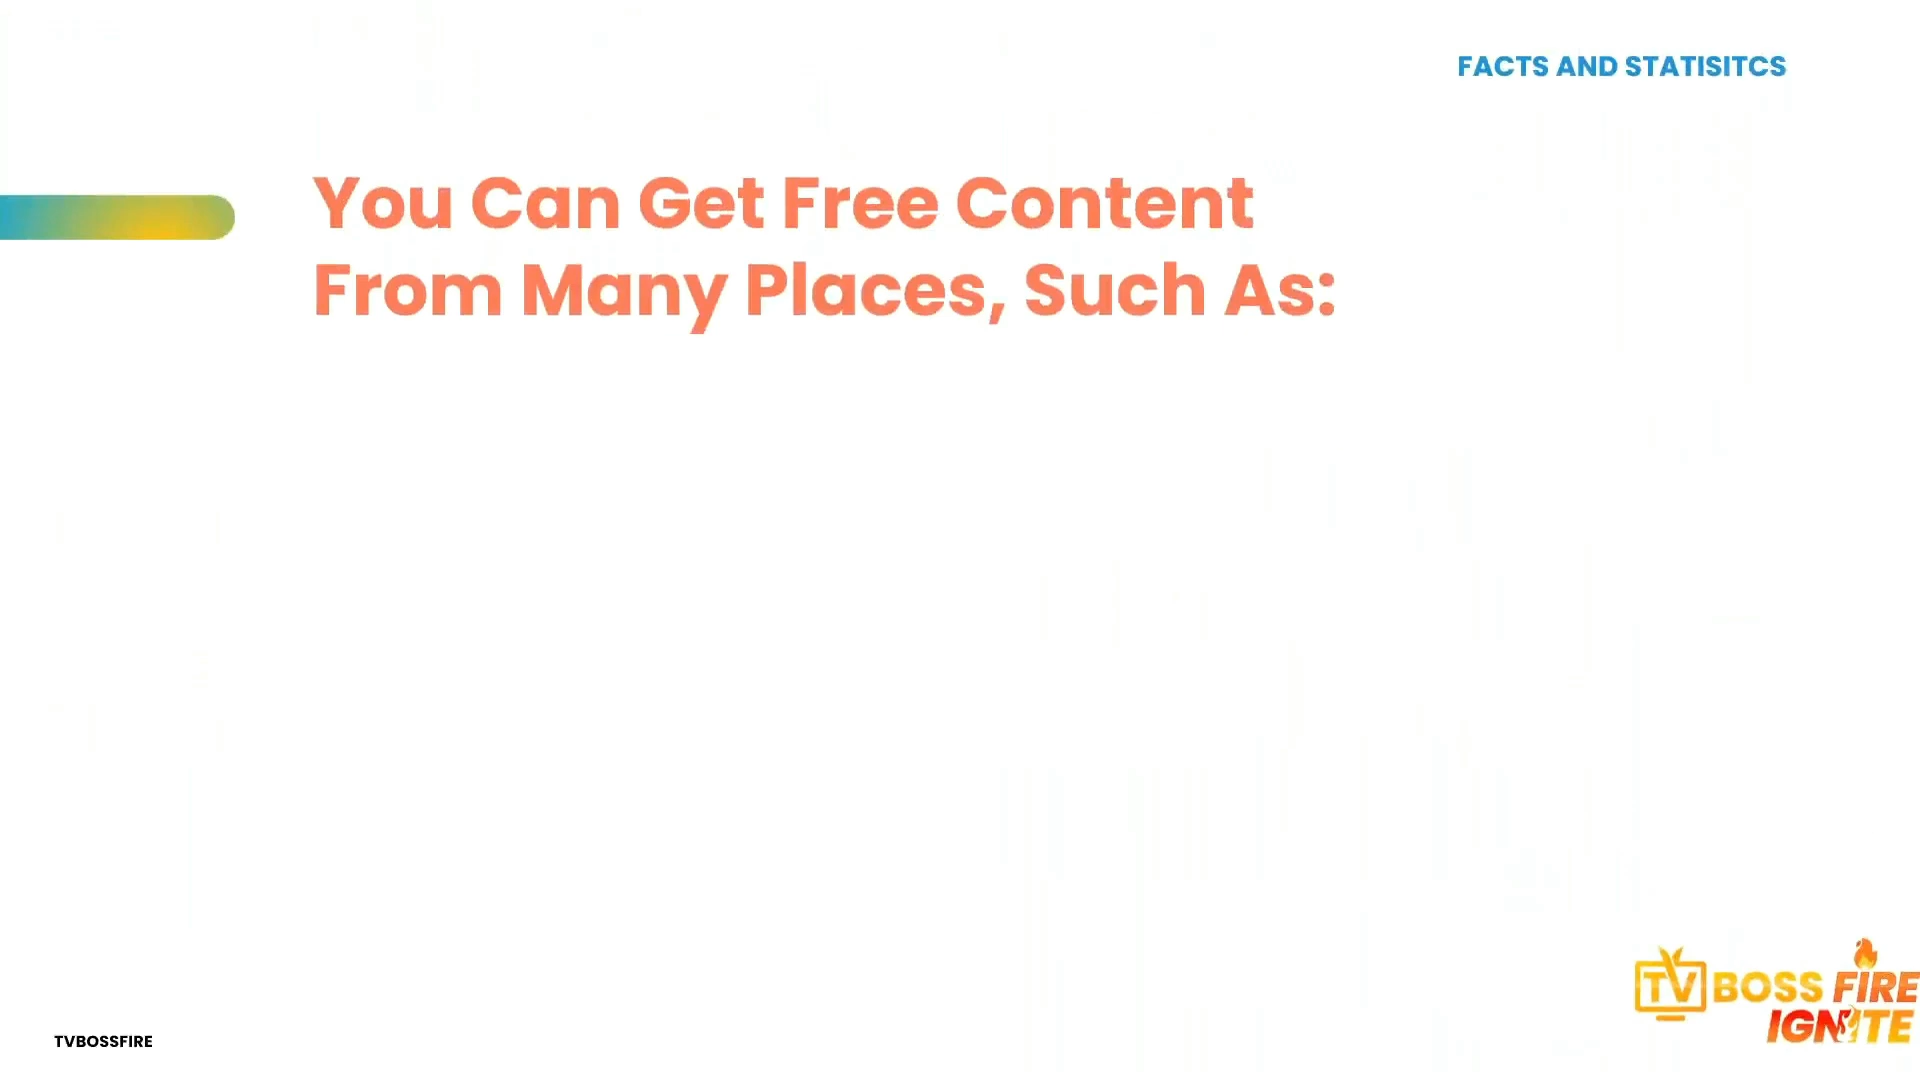 FACTS AND STATISITCS
You Can Get Free Content
From Many Places, Such As:
TV BOSS FIRE
IGNITE
TVBOSSFIRE